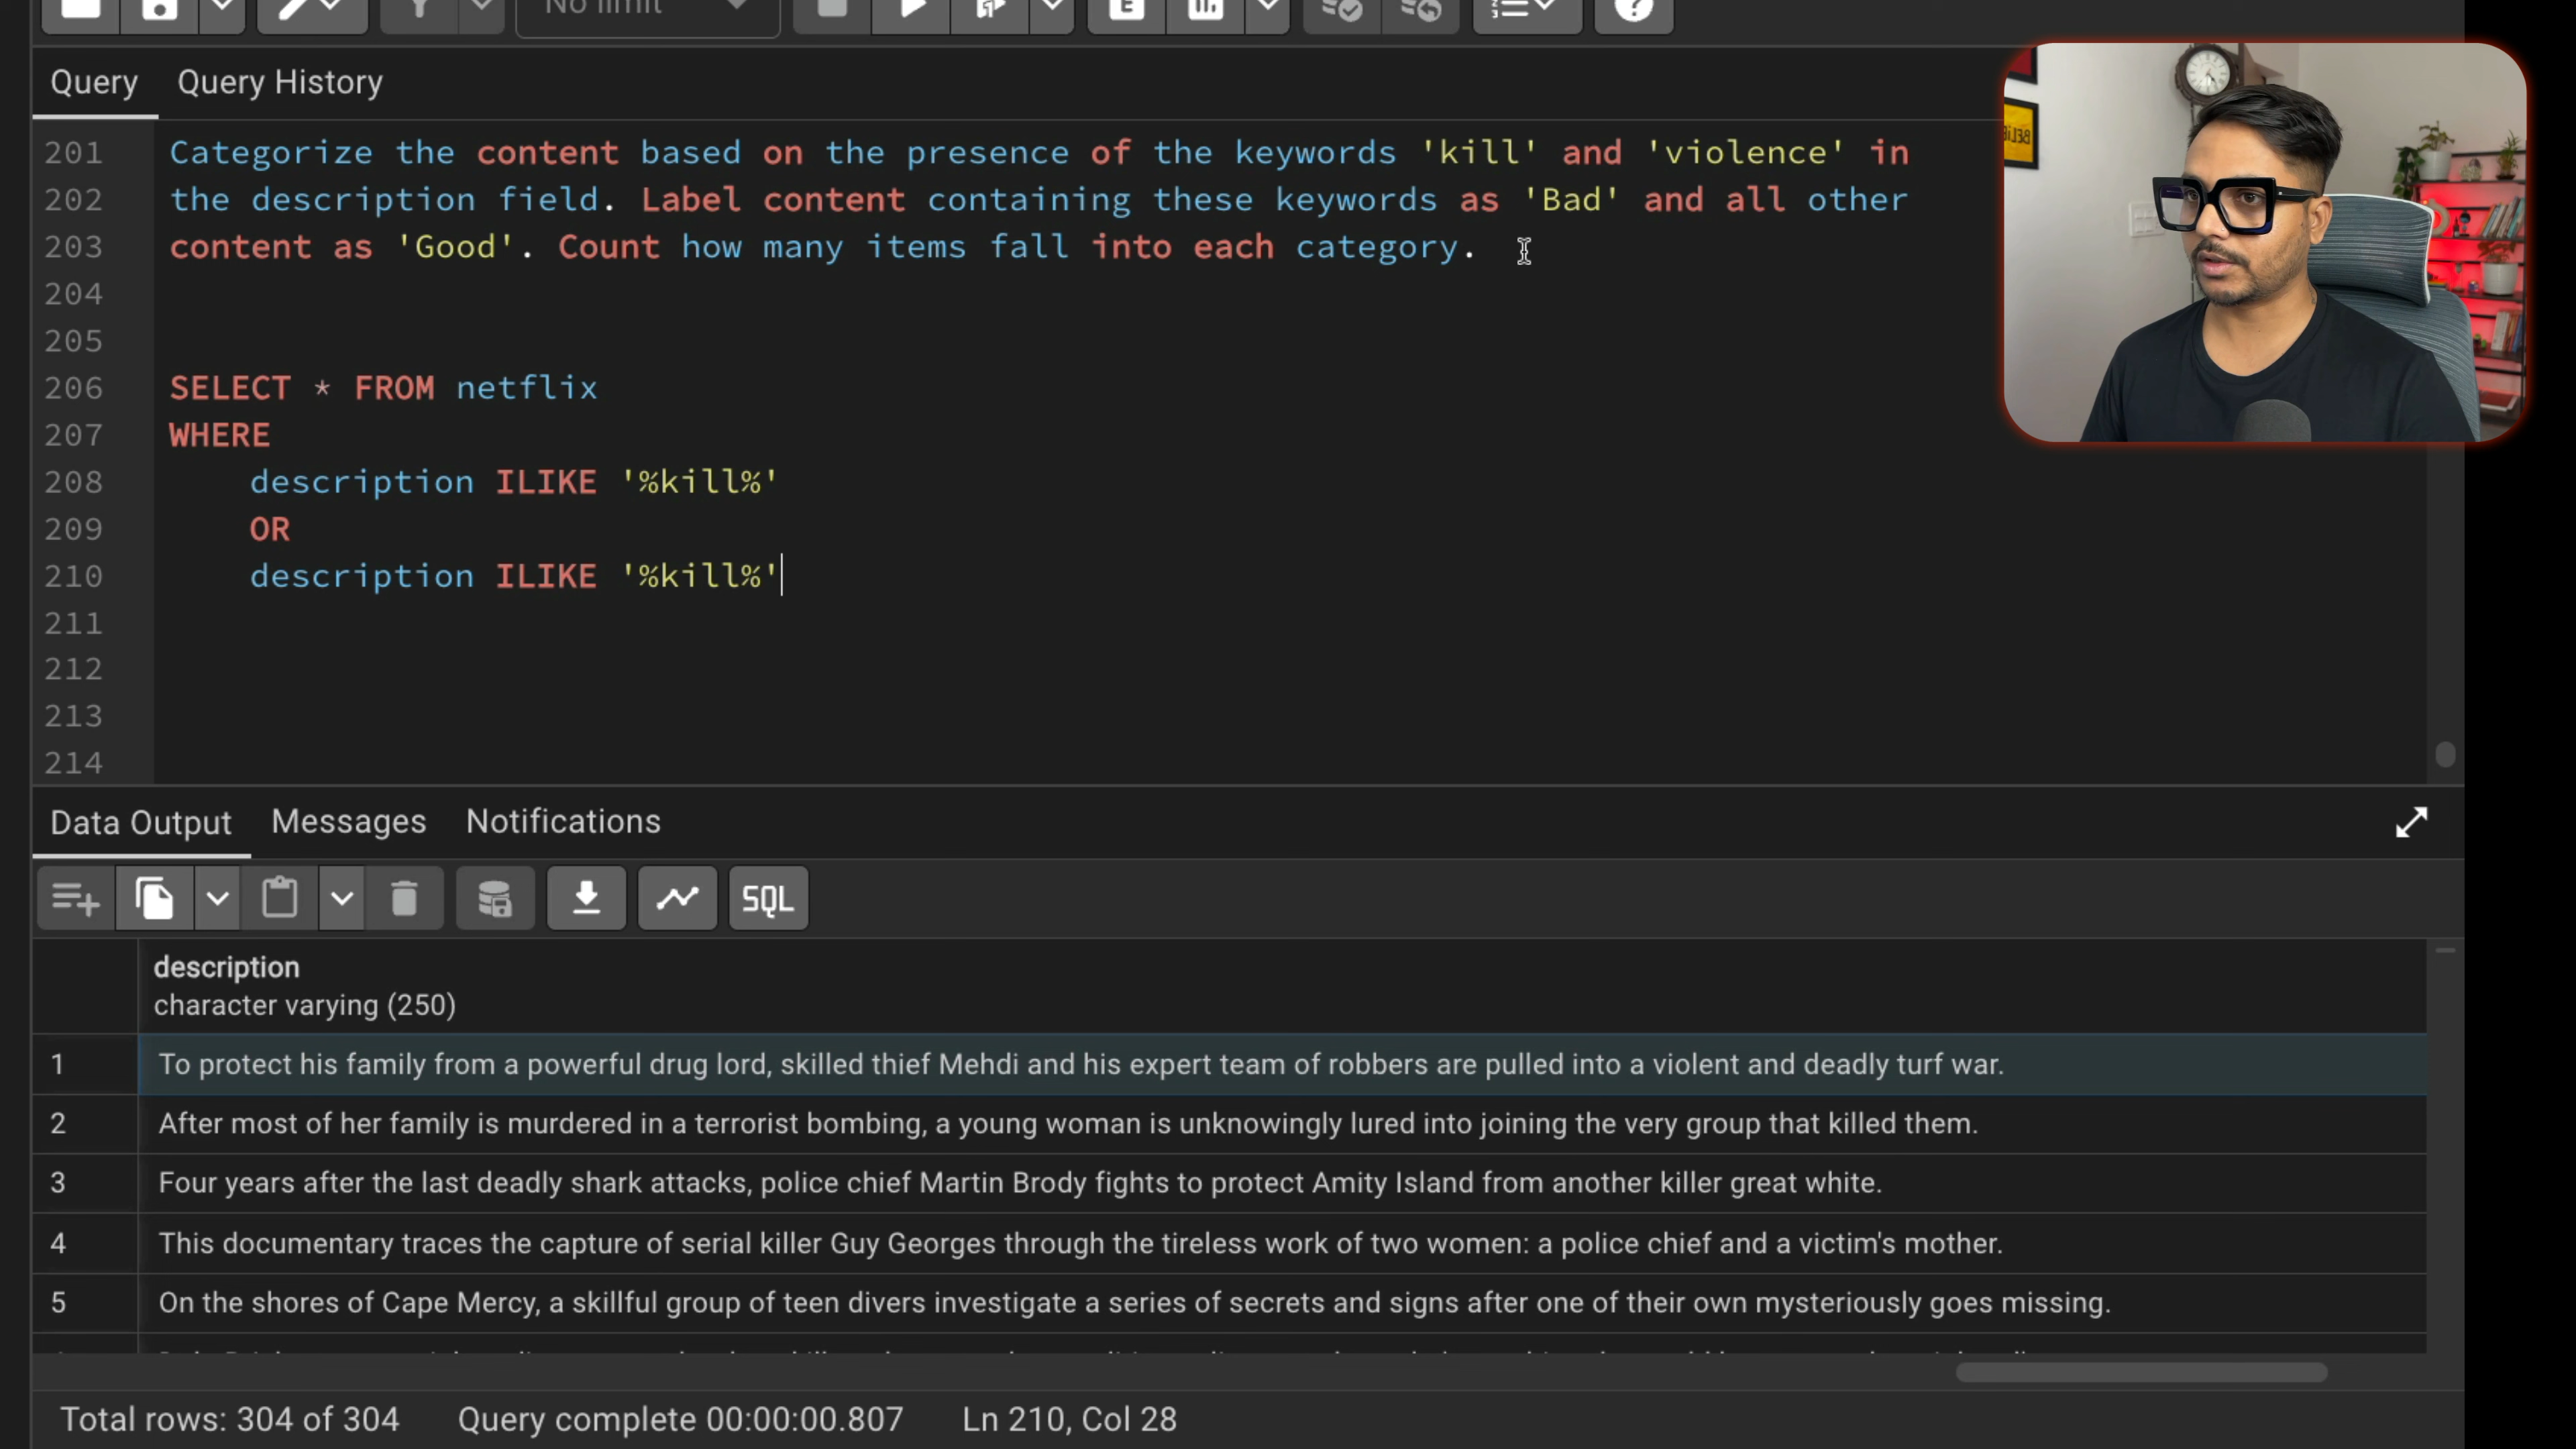 No limit
Query Query History
201 Categorize the content based on the presence of the keywords 'kill' and 'violence' in
202 the description field. Label content containing these keywords as 'Bad' and all other
203 content as 'Good'. Count how many items fall into each category.
204
205
206 SELECT * FROM netflix
207 WHERE
208 description ILIKE '%kill%'
209 OR
210 description ILIKE '%kill%'
211
212
213
214
Data Output Messages Notifications
SQL
description
character varying (250)
1 To protect his family from a powerful drug lord, skilled thief Mehdi and his expert team of robbers are pulled into a violent and deadly turf war.
2 After most of her family is murdered in a terrorist bombing, a young woman is unknowingly lured into joining the very group that killed them.
3 Four years after the last deadly shark attacks, police chief Martin Brody fights to protect Amity Island from another killer great white.
4 This documentary traces the capture of serial killer Guy Georges through the tireless work of two women: a police chief and a victim's mother.
5 On the shores of Cape Mercy, a skillful group of teen divers investigate a series of secrets and signs after one of their own mysteriously goes missing.
Total rows: 304 of 304 Query complete 00:00:00.807 Ln 210, Col 28